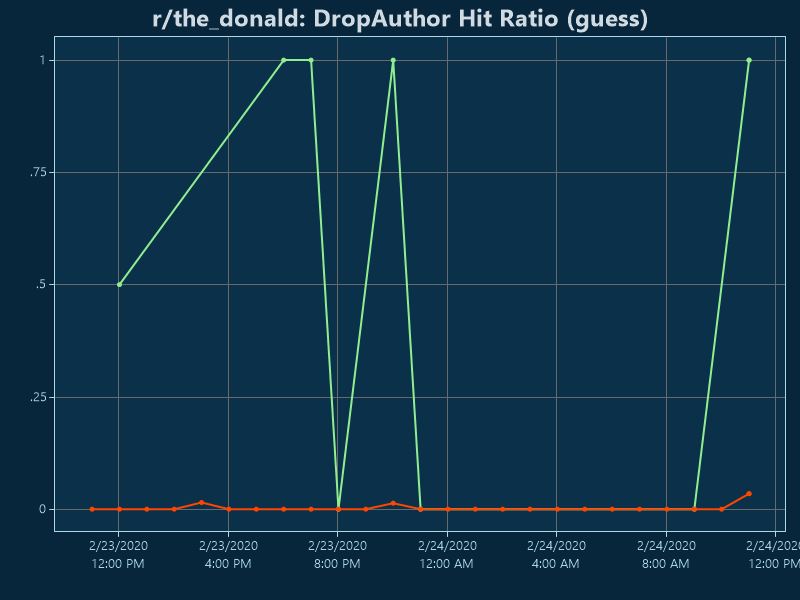 r/the_donald: DropAuthor Hit Ratio (guess)
1
.75
.5
.25
0
2/23/2020 2/23/2020 2/23/2020 2/24/2020 2/24/2020 2/24/2020 2/24/202
12:00 PM 4:00 PM 8:00 PM 12:00 AM 4:00 AM 8:00 AM 12:00 PM